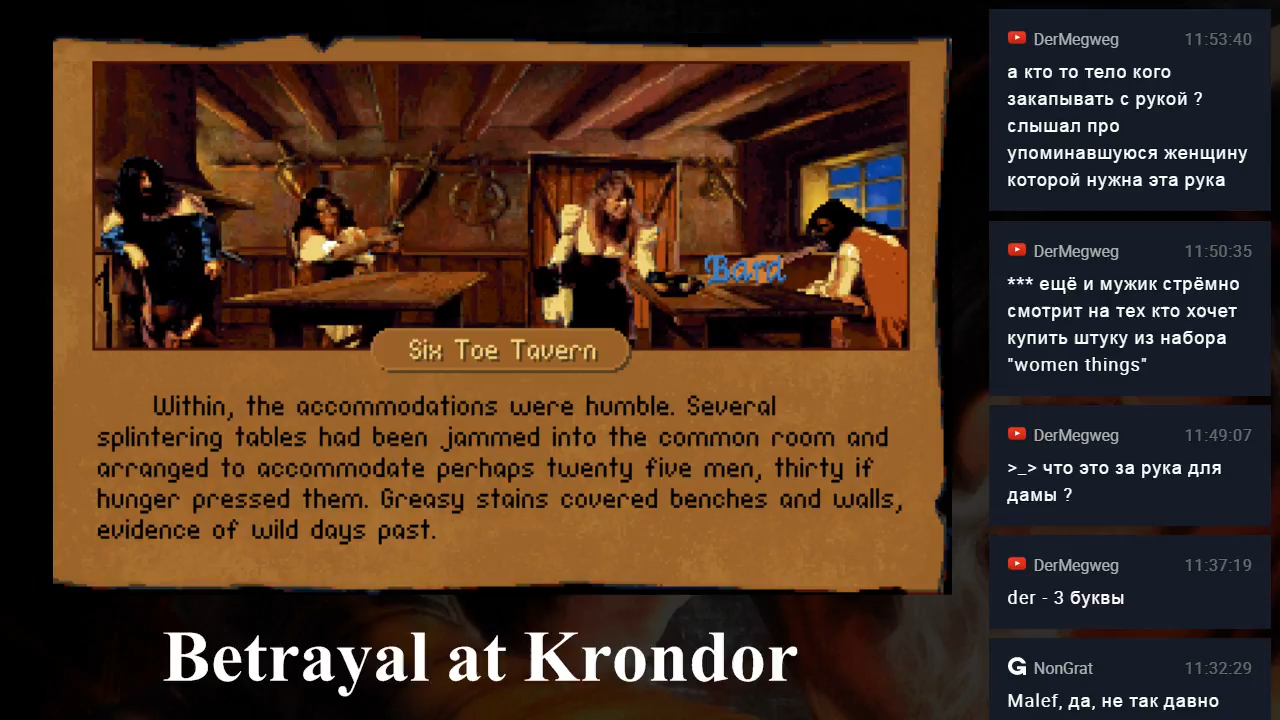 Bard
Six Toe Tavern
Within, the accommodations were humble. Several
splintering tables had been jammed into the common room and
arranged to accommodate perhaps twenty five men, thirty if
hunger pressed them. Greasy stains covered benches and walls,
evidence of wild days past.
Betrayal at Krondor
DerMegweg 11:53:40
а кто то тело кого
закапывать с рукой ?
слышал про
упоминавшуюся женщину
которой нужна эта рука
DerMegweg 11:50:35
*** ещё и мужик стрёмно
смотрит на тех кто хочет
купить штуку из набора
"women things"
DerMegweg 11:49:07
>_> что это за рука для
дамы ?
DerMegweg 11:37:19
der - 3 буквы
G NonGrat 11:32:29
Malef, да, не так давно